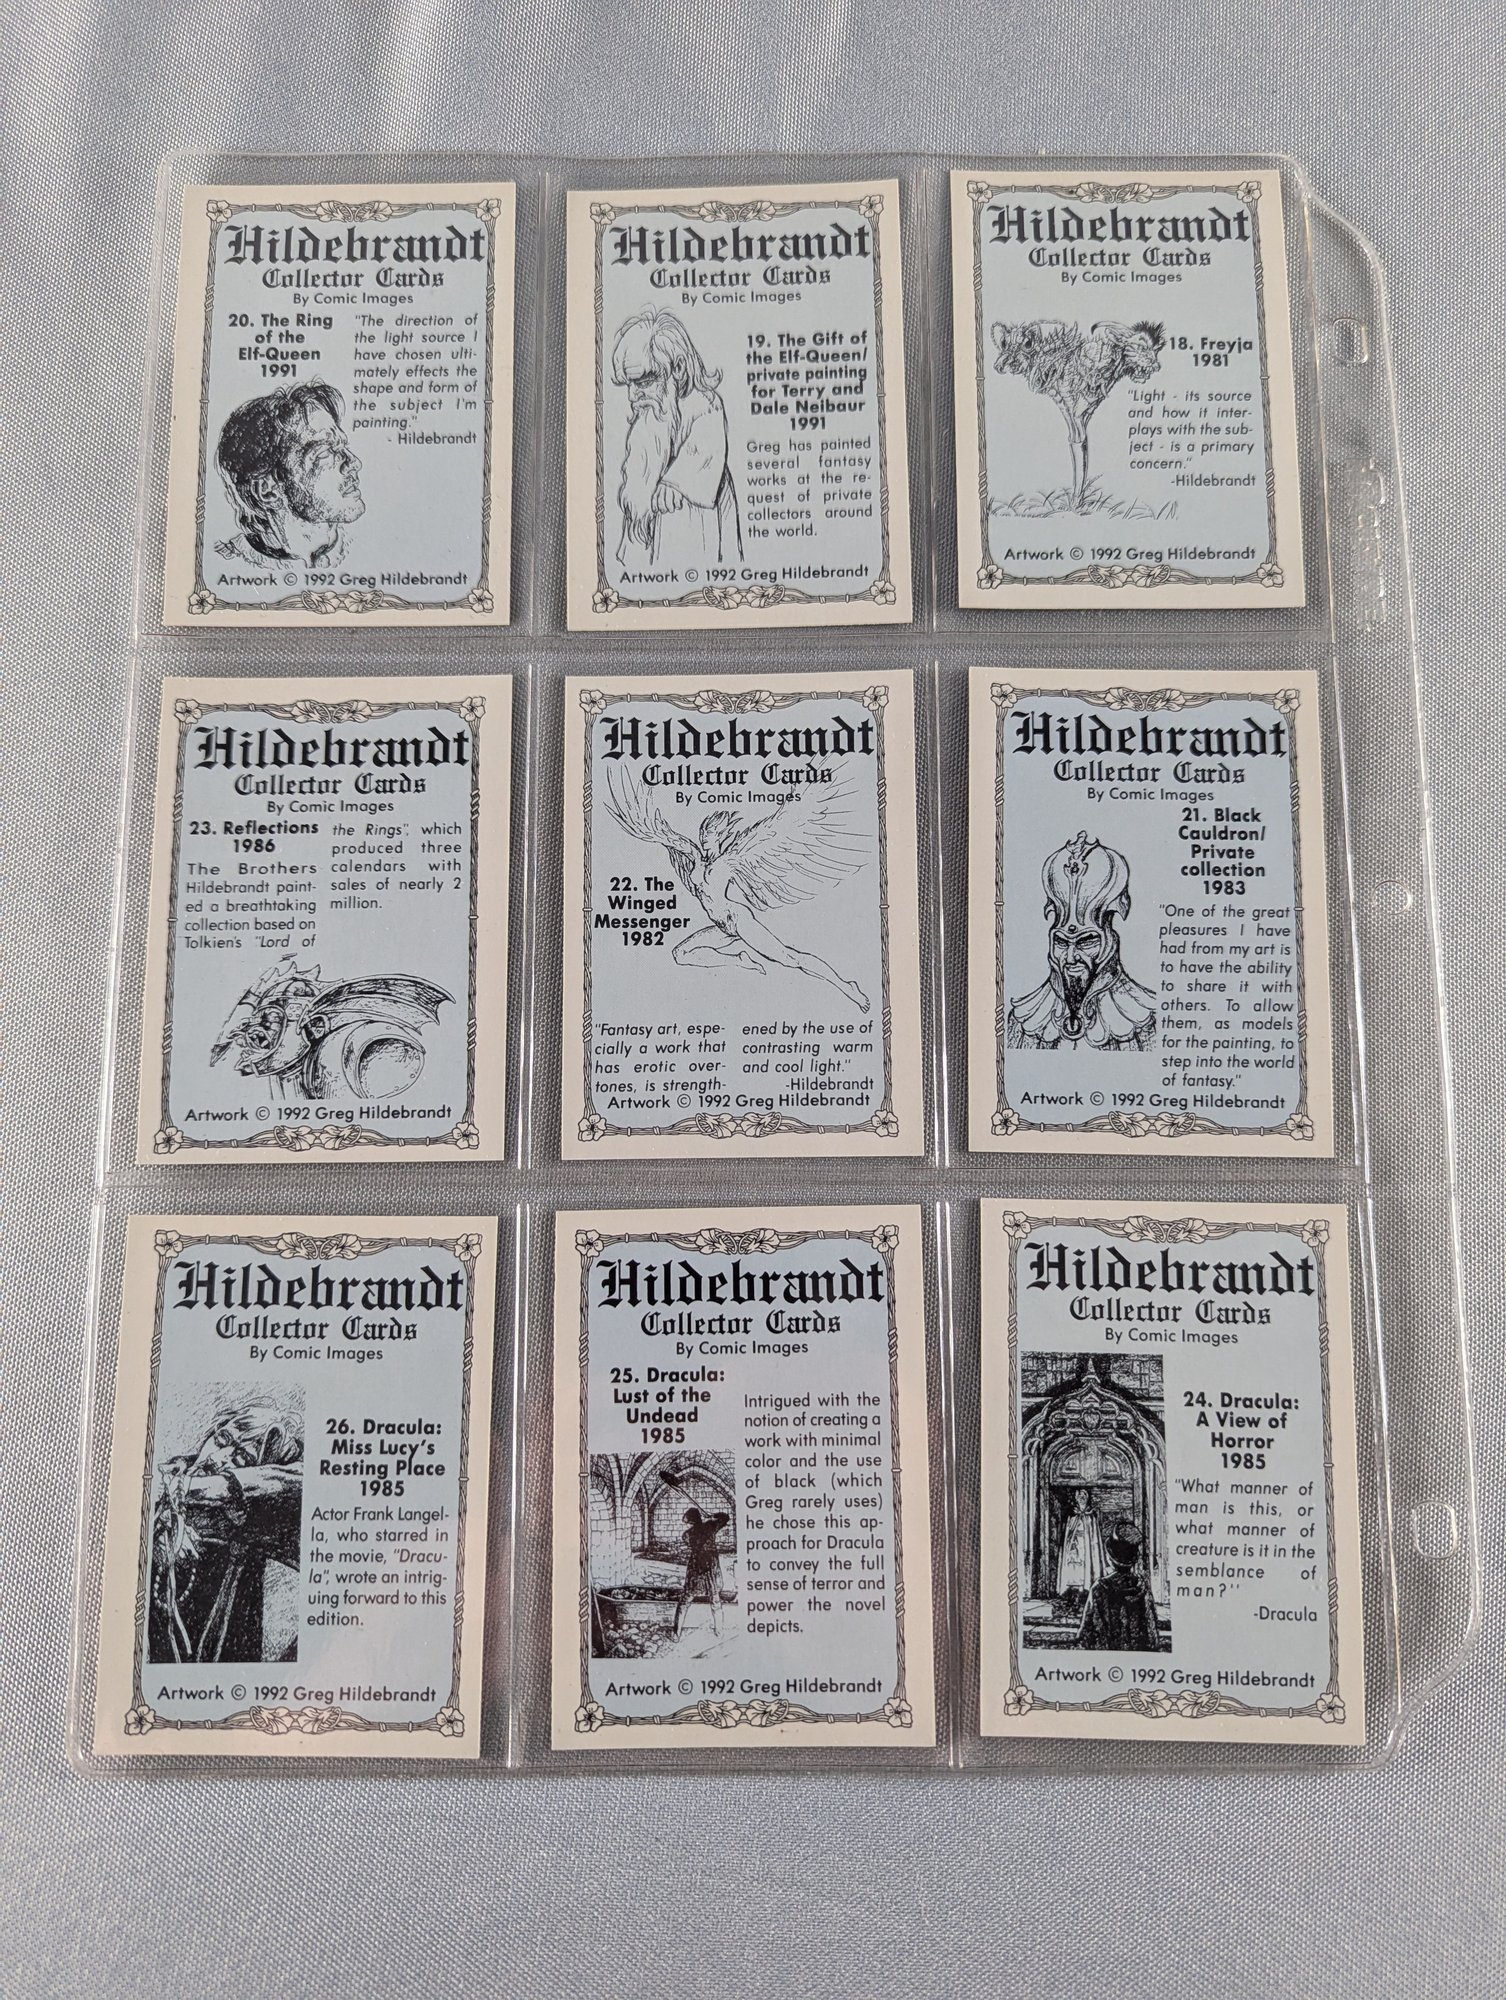 Hildebrandt
Collector Cards
By Comic Images
20. The Ring
of the
Elf-Queen
1991
"The direction of
the light source I
have chosen ulti-
mately effects the
shape and form of
the subject I'm
painting."
- Hildebrandt
Artwork © 1992 Greg Hildebrandt
Hildebrandt
Collector Cards
By Comic Images
19. The Gift of
the Elf-Queen/
private painting
for Terry and
Dale Neibaur
1991
Greg has painted
several fantasy
works at the re-
quest of private
collectors around
the world.
Artwork © 1992 Greg Hildebrandt
Hildebrandt
Collector Cards
By Comic Images
18. Freyja
1981
"Light - its source
and how it inter-
plays with the sub-
ject - is a primary
concern."
-Hildebrandt
Artwork © 1992 Greg Hildebrandt
Hildebrandt
Collector Cards
By Comic Images
23. Reflections
1986
The Brothers
Hildebrandt paint-
ed a breathtaking
collection based on
Tolkien's "Lord of
the Rings", which
produced three
calendars with
sales of nearly 2
million.
Artwork © 1992 Greg Hildebrandt
Hildebrandt
Collector Cards
By Comic Images
22. The
Winged
Messenger
1982
"Fantasy art, espe-
cially a work that
has erotic over-
tones, is strength-
ened by the use of
contrasting warm
and cool light."
-Hildebrandt
Artwork © 1992 Greg Hildebrandt
Hildebrandt
Collector Cards
By Comic Images
21. Black
Cauldron/
Private
collection
1983
"One of the great
pleasures I have
had from my art is
to have the ability
to share it with
others. To allow
them, as models
for the painting, to
step into the world
of fantasy."
Artwork © 1992 Greg Hildebrandt
Hildebrandt
Collector Cards
By Comic Images
26. Dracula:
Miss Lucy's
Resting Place
1985
Actor Frank Langel-
la, who starred in
the movie, "Dracu-
la", wrote an intrig-
uing forward to this
edition.
Artwork © 1992 Greg Hildebrandt
Hildebrandt
Collector Cards
By Comic Images
25. Dracula:
Lust of the
Undead
1985
Intrigued with the
notion of creating a
work with minimal
color and the use
of black (which
Greg rarely uses)
he chose this ap-
proach for Dracula
to convey the full
sense of terror and
power the novel
depicts.
Artwork © 1992 Greg Hildebrandt
Hildebrandt
Collector Cards
By Comic Images
24. Dracula:
A View of
Horror
1985
"What manner of
man is this, or
what manner of
creature is it in the
semblance of
man?''
-Dracula
Artwork © 1992 Greg Hildebrandt